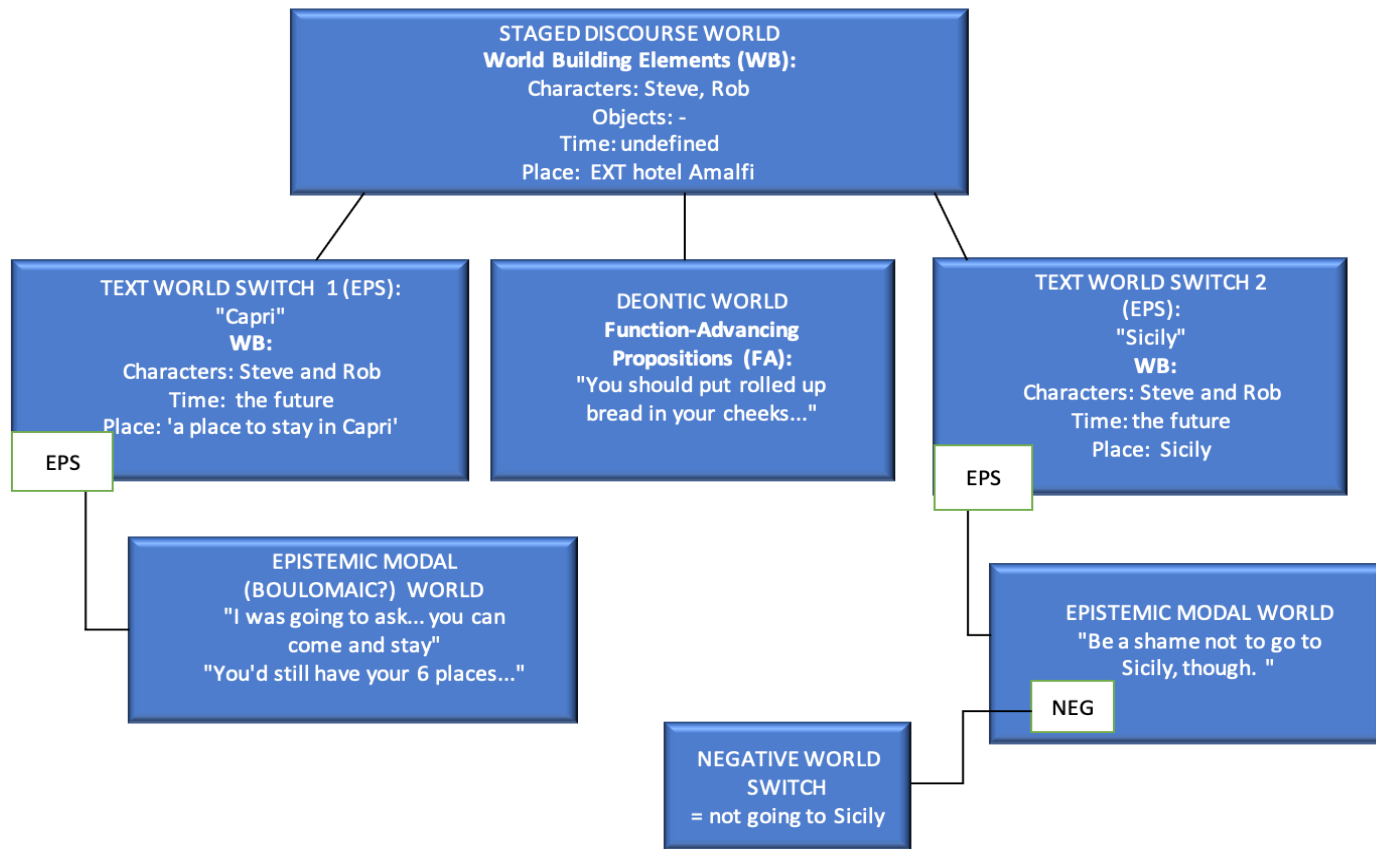 STAGED DISCOURSE WORLD
World Building Elements (WB):
Characters: Steve, Rob
Objects: -
Time: undefined
Place:  EXT hotel Amalfi
TEXT WORLD SWITCH  1 (EPS):
"Capri"
WB:
Characters: Steve and Rob
Time:  the future
Place: 'a place to stay in Capri'
EPS
DEONTIC WORLD
Function-Advancing
Propositions (FA):
"You should put rolled up
bread in your cheeks..."
TEXT WORLD SWITCH 2
(EPS):
"Sicily"
WB:
Characters: Steve and Rob
Time: the future
Place:  Sicily
EPS
EPISTEMIC MODAL
(BOULOMAIC?)  WORLD
"I was going to ask... you can
come and stay"
"You'd still have your 6 places..."
EPISTEMIC MODAL WORLD
"Be a shame not to go to
Sicily, though. "
NEG
NEGATIVE WORLD
SWITCH
= not going to Sicily